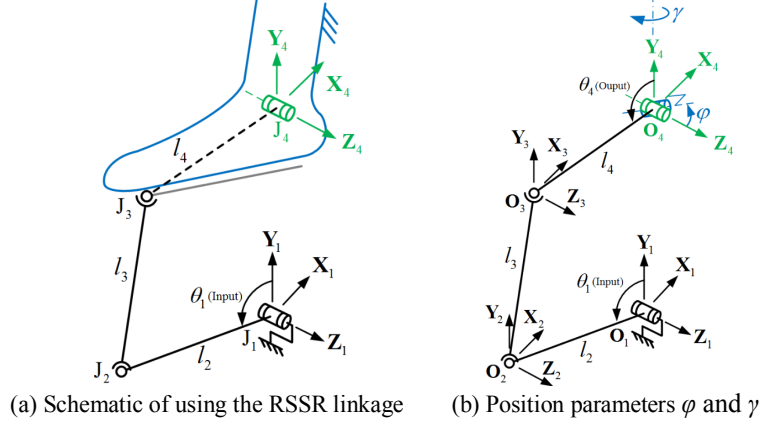 Y₄
X₄
J₄
Z₄
l₄
J₃
l₃
Y₁
X₁
θ₁ (Input)
J₁
Z₁
J₂
l₂
(a) Schematic of using the RSSR linkage
γ
Y₄
X₄
θ₄ (Ouput)
φ
O₄
Z₄
Y₃
X₃
l₄
O₃
Z₃
l₃
Y₁
X₁
θ₁ (Input)
Y₂
X₂
O₁
Z₁
l₂
O₂
Z₂
(b) Position parameters φ and γ